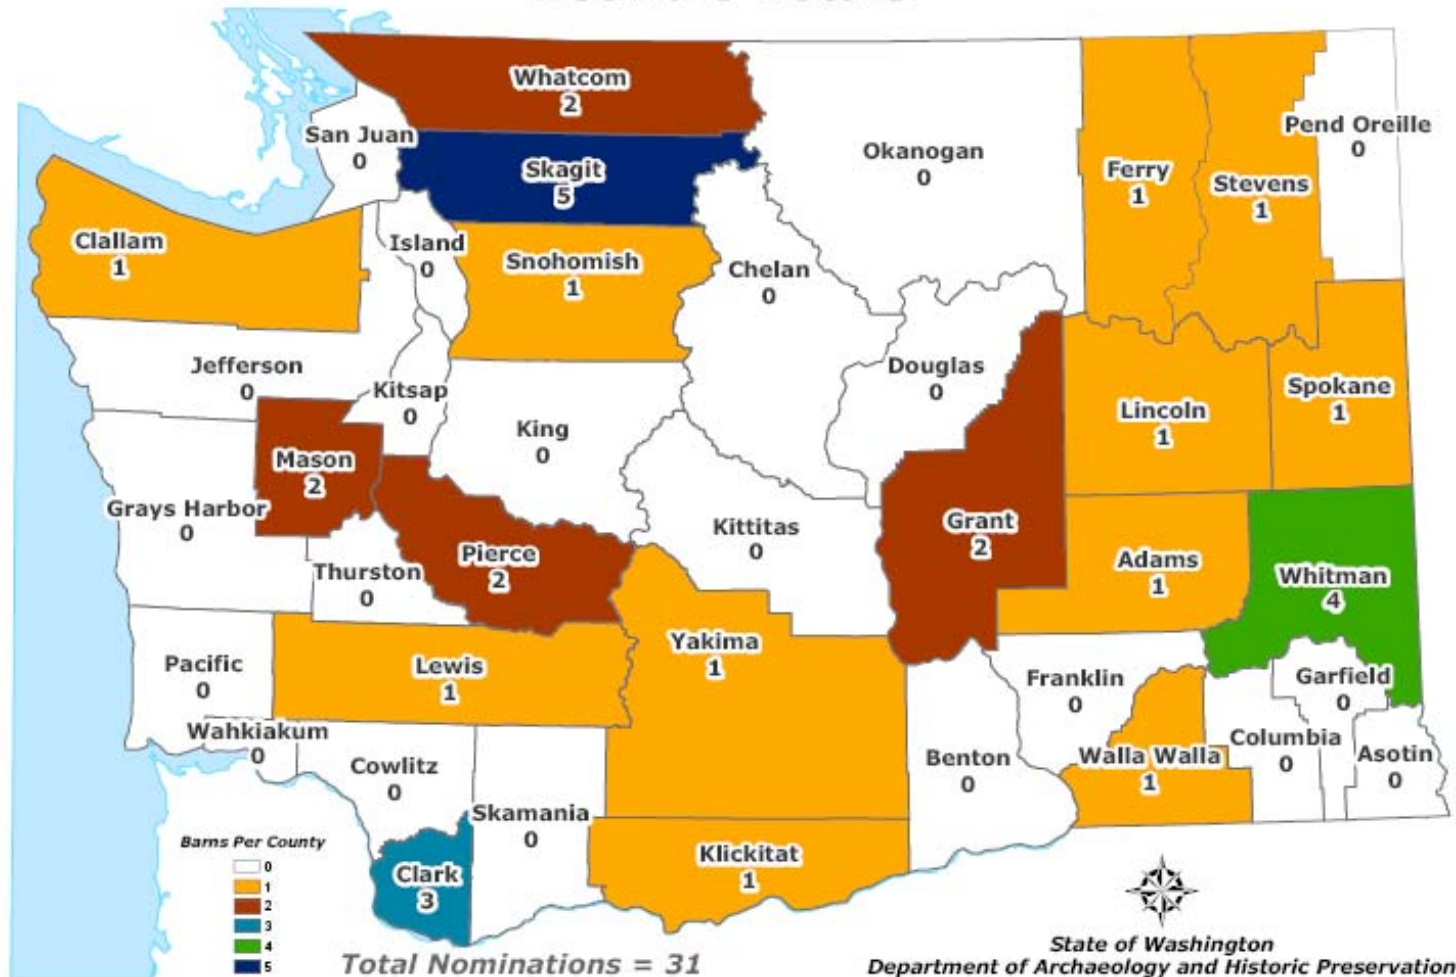 Whatcom
2
San Juan
0
Skagit
5
Okanogan
0
Ferry
1
Stevens
1
Pend Oreille
0
Clallam
1
Island
0
Snohomish
1
Chelan
0
Jefferson
0
Kitsap
0
King
0
Douglas
0
Lincoln
1
Spokane
1
Mason
2
Grays Harbor
0
Thurston
0
Pierce
2
Kittitas
0
Grant
2
Adams
1
Whitman
4
Pacific
0
Lewis
1
Yakima
1
Franklin
0
Garfield
0
Wahkiakum
0
Cowlitz
0
Skamania
0
Benton
0
Walla Walla
1
Columbia
0
Asotin
0
Clark
3
Klickitat
1
Barns Per County
0
1
2
3
4
5
Total Nominations = 31
State of Washington
Department of Archaeology and Historic Preservation